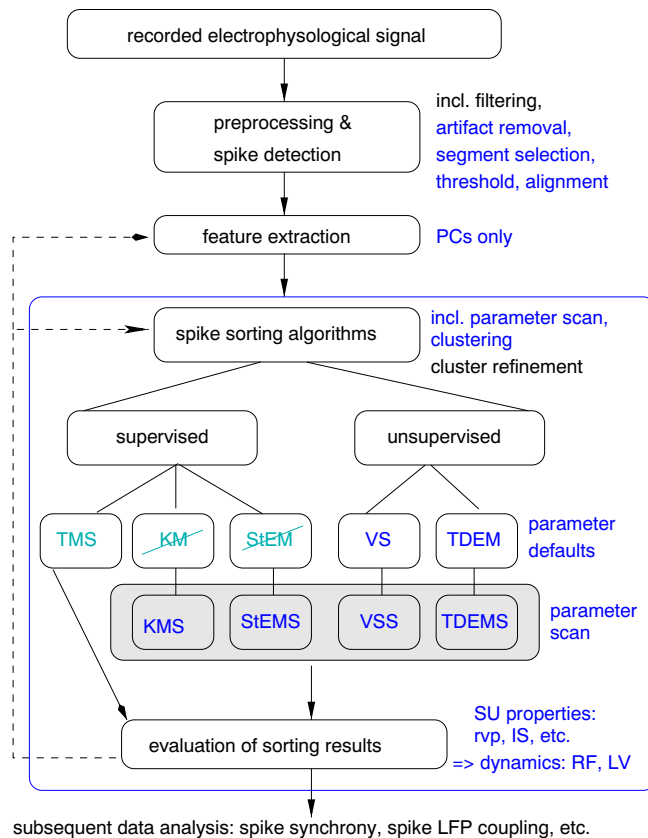 recorded electrophysological signal
preprocessing &
spike detection
incl. filtering,
artifact removal,
segment selection,
threshold, alignment
feature extraction
PCs only
spike sorting algorithms
incl. parameter scan,
clustering
cluster refinement
supervised
unsupervised
TMS
KM
StEM
VS
TDEM
parameter
defaults
KMS
StEMS
VSS
TDEMS
parameter
scan
evaluation of sorting results
SU properties:
rvp, IS, etc.
=> dynamics: RF, LV
subsequent data analysis: spike synchrony, spike LFP coupling, etc.